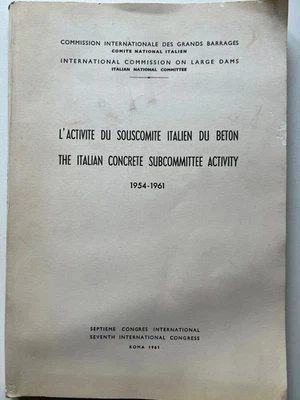 COMMISSION INTERNATIONALE DES GRANDS BARRAGES
COMITE NATIONAL ITALIEN
INTERNATIONAL COMMISSION ON LARGE DAMS
ITALIAN NATIONAL COMMITTEE
L'ACTIVITE DU SOUSCOMITE ITALIEN DU BETON
THE ITALIAN CONCRETE SUBCOMMITTEE ACTIVITY
1954-1961
SEPTIEME CONGRES INTERNATIONAL
SEVENTH INTERNATIONAL CONGRESS
ROMA 1961